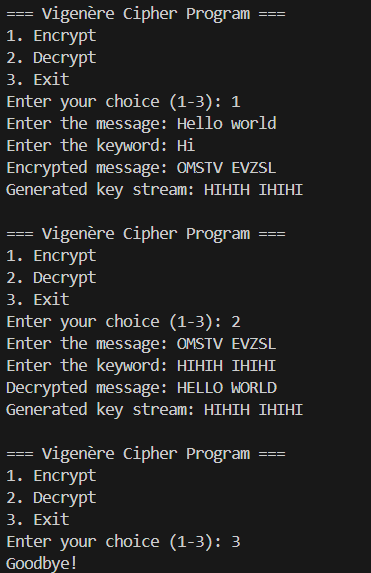 === Vigenère Cipher Program ===
1. Encrypt
2. Decrypt
3. Exit
Enter your choice (1-3): 1
Enter the message: Hello world
Enter the keyword: Hi
Encrypted message: OMSTV EVZSL
Generated key stream: HIHIH IHIHI

=== Vigenère Cipher Program ===
1. Encrypt
2. Decrypt
3. Exit
Enter your choice (1-3): 2
Enter the message: OMSTV EVZSL
Enter the keyword: HIHIH IHIHI
Decrypted message: HELLO WORLD
Generated key stream: HIHIH IHIHI

=== Vigenère Cipher Program ===
1. Encrypt
2. Decrypt
3. Exit
Enter your choice (1-3): 3
Goodbye!